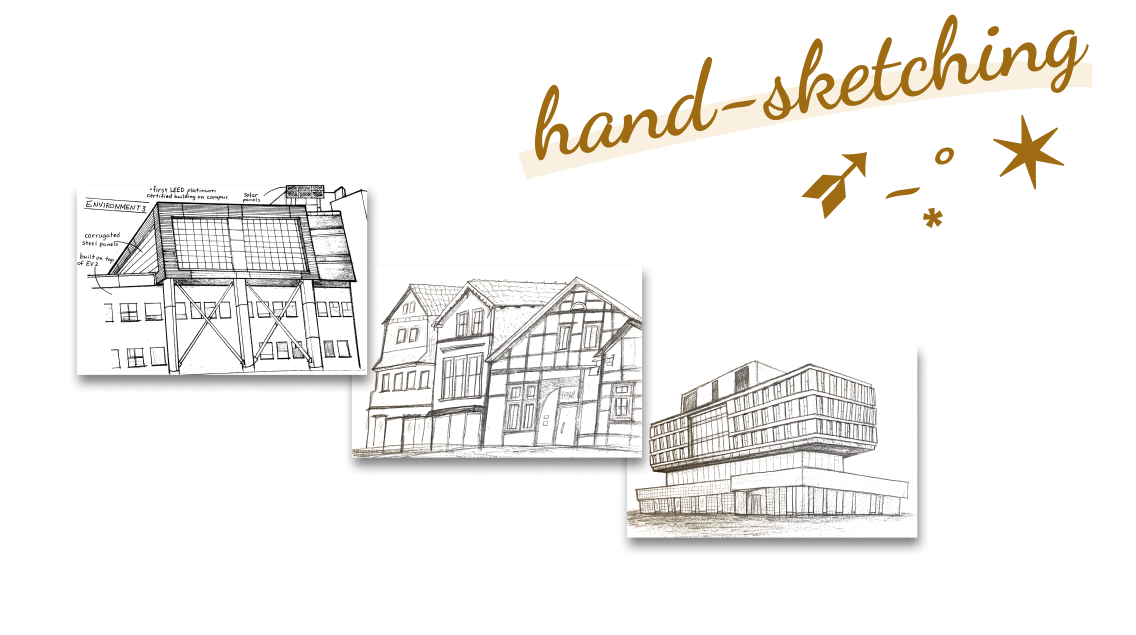 hand-sketching
•first LEED platinum
certified building on campus
solar
panels
ENVIRONMENT 3
corrugated
steel panels
built on top
of EV2